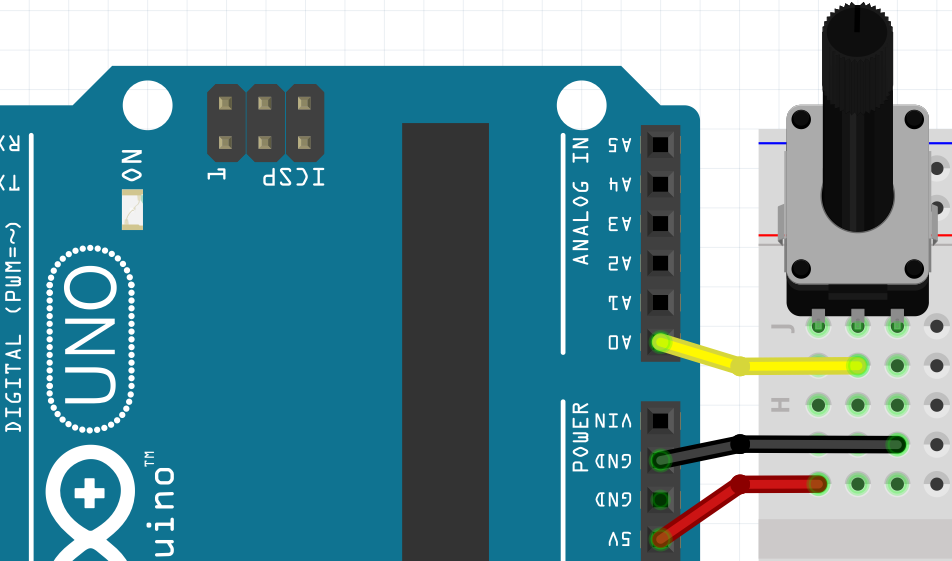 RX
TX
DIGITAL (PWM=~)
ON
1
ICSP
UNO
uino™
ANALOG IN
A5
A4
A3
A2
A1
A0
POWER
VIN
GND
GND
5V
J
H